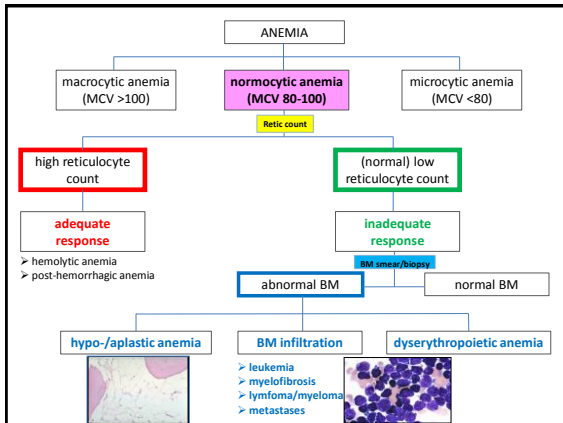 ANEMIA
macrocytic anemia
(MCV >100)
normocytic anemia
(MCV 80-100)
microcytic anemia
(MCV <80)
Retic count
high reticulocyte
count
(normal) low
reticulocyte count
adequate
response
inadequate
response
➢ hemolytic anemia
➢ post-hemorrhagic anemia
BM smear/biopsy
abnormal BM
normal BM
hypo-/aplastic anemia
BM infiltration
dyserythropoietic anemia
➢ leukemia
➢ myelofibrosis
➢ lymfoma/myeloma
➢ metastases